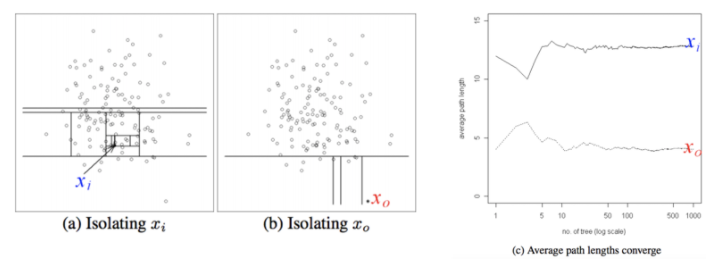 x_i
(a) Isolating x_i
x_o
(b) Isolating x_o
15
10
5
0
average path length
x_i
x_o
1
5
10
50
100
500
1000
no. of tree (log scale)
(c) Average path lengths converge